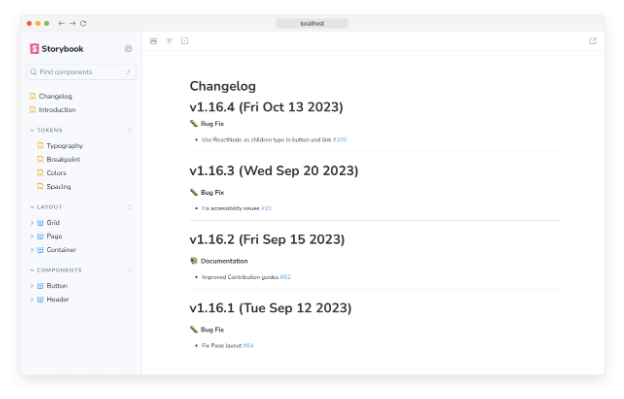 localhost
Storybook
Find components
/
Changelog
Introduction
TOKENS
Typography
Breakpoint
Colors
Spacing
LAYOUT
Grid
Page
Container
COMPONENTS
Button
Header
Changelog
v1.16.4 (Fri Oct 13 2023)
Bug Fix
Use ReactNode as children type in button and link #100
v1.16.3 (Wed Sep 20 2023)
Bug Fix
Fix accessibility issues
v1.16.2 (Fri Sep 15 2023)
Documentation
Improved Contribution guides #82
v1.16.1 (Tue Sep 12 2023)
Bug Fix
Fix Page layout #84